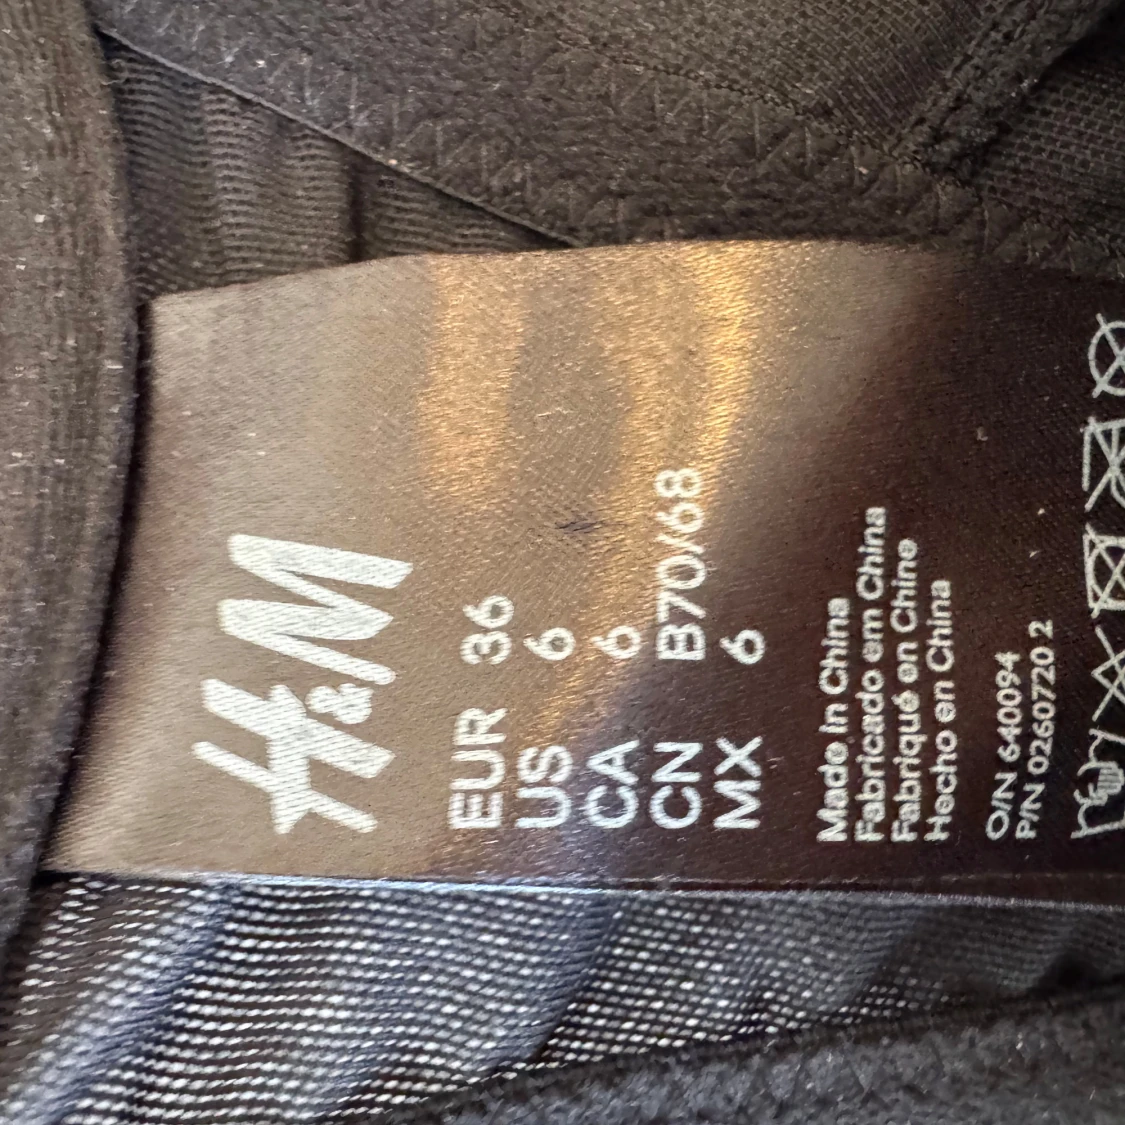 H&M
EUR 36
US 6
CA 6
CN B70/68
MX 6
Made in China
Fabricado em China
Fabriqué en Chine
Hecho en China
O/N 640094
P/N 0260720 2